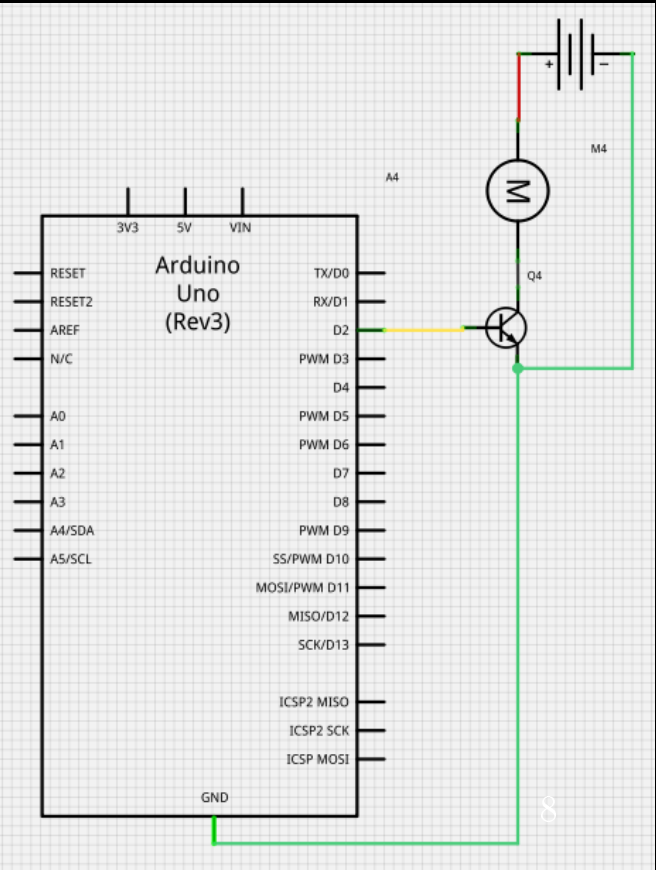 + −
M4
A4
3V3 5V VIN
Arduino
Uno
(Rev3)
M
Q4
RESET TX/D0
RESET2 RX/D1
AREF D2
N/C PWM D3
D4
A0 PWM D5
A1 PWM D6
A2 D7
A3 D8
A4/SDA PWM D9
A5/SCL SS/PWM D10
MOSI/PWM D11
MISO/D12
SCK/D13
ICSP2 MISO
ICSP2 SCK
ICSP MOSI
GND
8